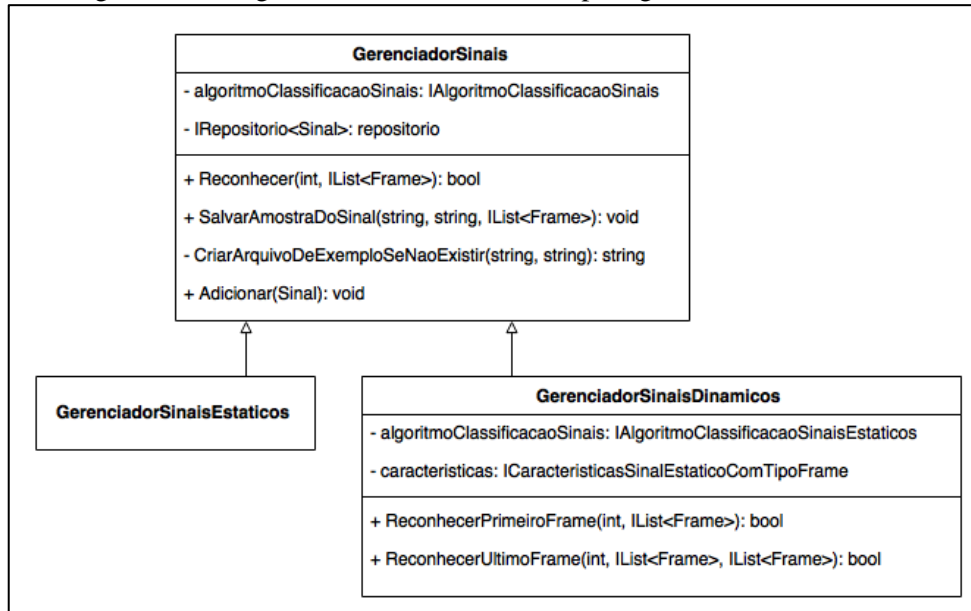 GerenciadorSinais
- algoritmoClassificacaoSinais: IAlgoritmoClassificacaoSinais
- IRepositorio<Sinal>: repositorio
+ Reconhecer(int, IList<Frame>): bool
+ SalvarAmostraDoSinal(string, string, IList<Frame>): void
- CriarArquivoDeExemploSeNaoExistir(string, string): string
+ Adicionar(Sinal): void
GerenciadorSinaisEstaticos
GerenciadorSinaisDinamicos
- algoritmoClassificacaoSinais: IAlgoritmoClassificacaoSinaisEstaticos
- caracteristicas: ICaracteristicasSinalEstaticoComTipoFrame
+ ReconhecerPrimeiroFrame(int, IList<Frame>): bool
+ ReconhecerUltimoFrame(int, IList<Frame>, IList<Frame>): bool